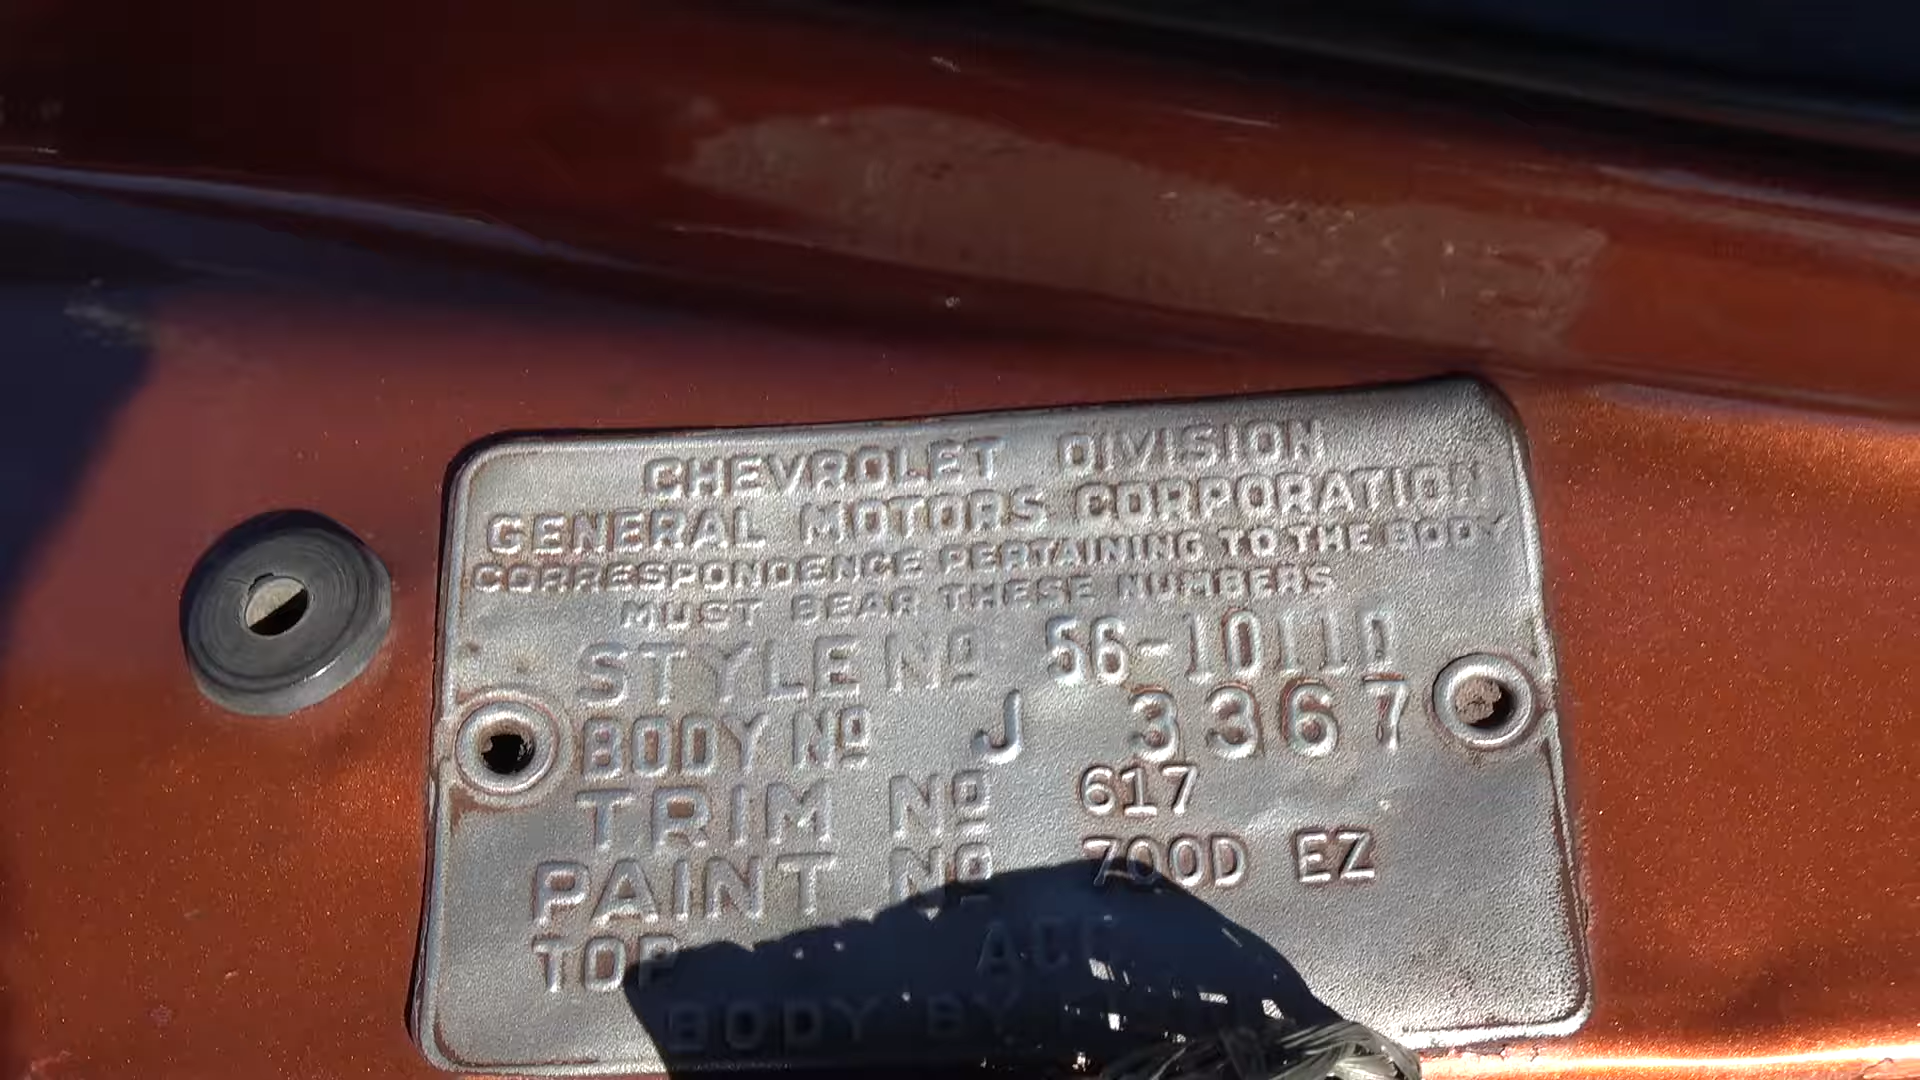 CHEVROLET DIVISION
GENERAL MOTORS CORPORATION
CORRESPONDENCE PERTAINING TO THE BODY
MUST BEAR THESE NUMBERS
STYLE Nº 56-1011D
BODY Nº J 3367
TRIM Nº 617
PAINT Nº 700D EZ
TOP ACC
BODY BY